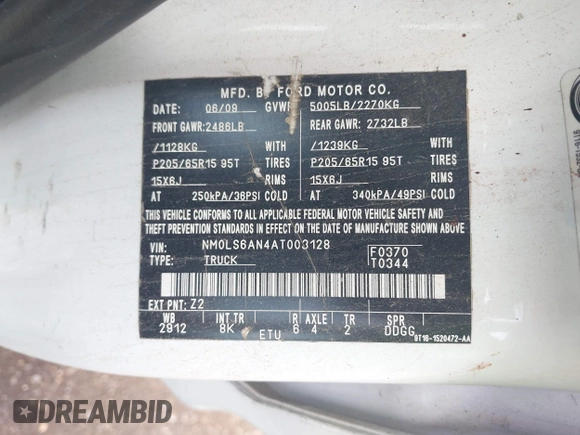 MFD. BY FORD MOTOR CO.
DATE: 06/09 GVWR: 5005LB/2270KG
FRONT GAWR: 2486LB REAR GAWR: 2732LB
/1128KG WITH /1239KG WITH
P205/65R15 95T TIRES P205/65R15 95T TIRES
15X6J RIMS 15X6J RIMS
AT 250kPA/36PSI COLD AT 340kPA/49PSI COLD
THIS VEHICLE CONFORMS TO ALL APPLICABLE FEDERAL MOTOR VEHICLE SAFETY AND
THEFT PREVENTION STANDARDS IN EFFECT ON THE DATE OF MANUFACTURE SHOWN ABOVE.
VIN: NM0LS6AN4AT003128 F0370
TYPE: TRUCK T0344
EXT PNT: Z2
WB INT TR R AXLE TR SPR
2912 8K 6 4 2 DDGG
ETU
9T16-1520472-AA
DREAMBID